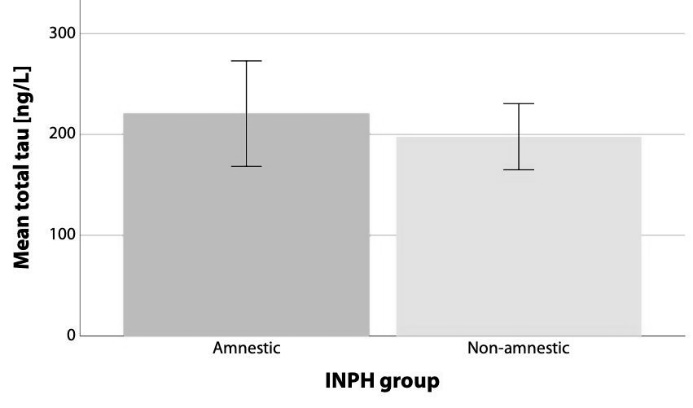 Mean total tau [ng/L]
300
200
100
0
Amnestic
Non-amnestic
INPH group